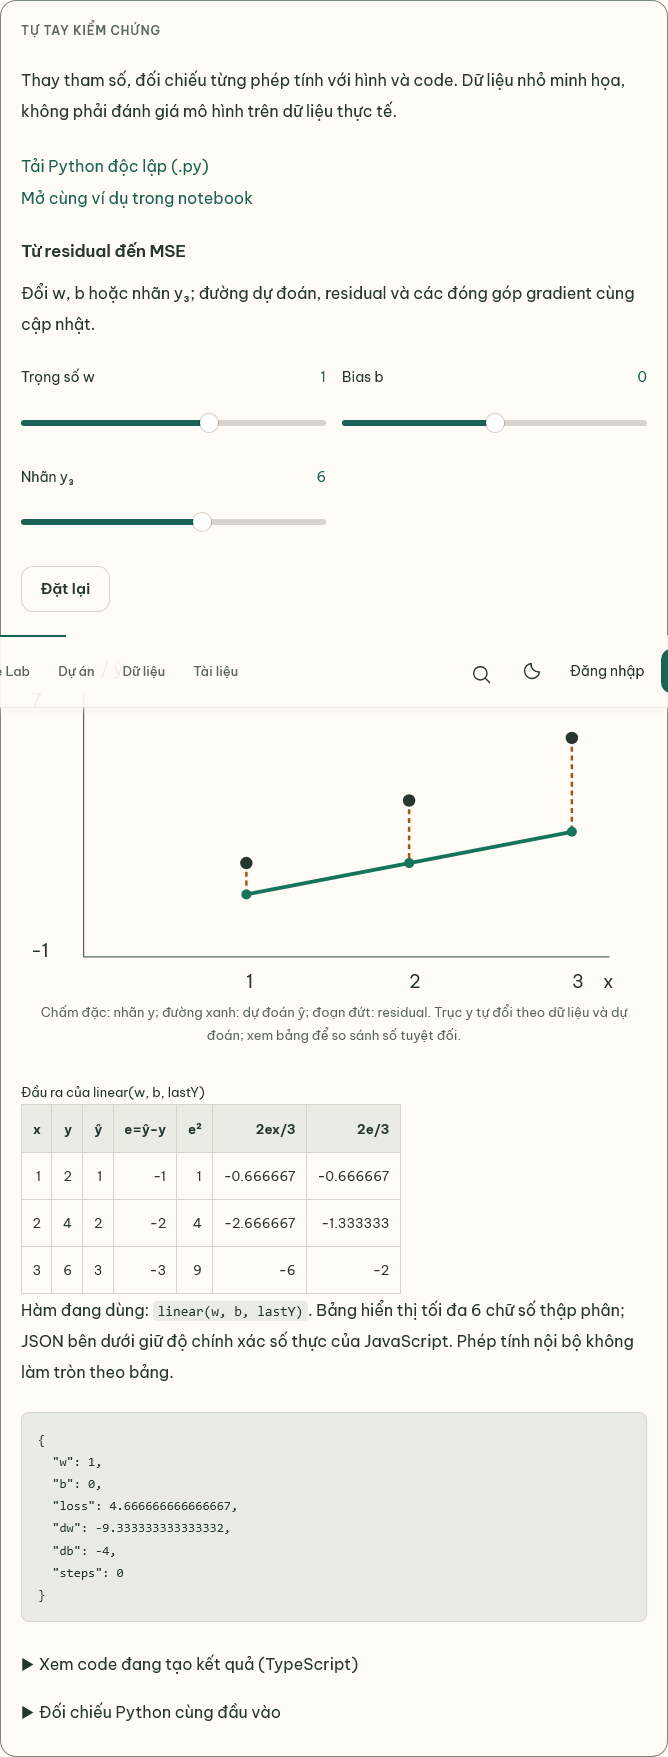 TỰ TAY KIỂM CHỨNG
Thay tham số, đối chiếu từng phép tính với hình và code. Dữ liệu nhỏ minh họa,
không phải đánh giá mô hình trên dữ liệu thực tế.
Tải Python độc lập (.py)
Mở cùng ví dụ trong notebook
Từ residual đến MSE
Đổi w, b hoặc nhãn y₃; đường dự đoán, residual và các đóng góp gradient cùng
cập nhật.
Trọng số w 1 Bias b 0
Nhãn y₃ 6
Đặt lại
Lab Dự án Dữ liệu Tài liệu Đăng nhập
7
-1
1 2 3 x
Chấm đặc: nhãn y; đường xanh: dự đoán ŷ; đoạn đứt: residual. Trục y tự đổi theo dữ liệu và dự
đoán; xem bảng để so sánh số tuyệt đối.
Đầu ra của linear(w, b, lastY)
x y ŷ e=ŷ-y e² 2ex/3 2e/3
1 2 1 -1 1 -0.666667 -0.666667
2 4 2 -2 4 -2.666667 -1.333333
3 6 3 -3 9 -6 -2
Hàm đang dùng: linear(w, b, lastY). Bảng hiển thị tối đa 6 chữ số thập phân;
JSON bên dưới giữ độ chính xác số thực của JavaScript. Phép tính nội bộ không
làm tròn theo bảng.
{
"w": 1,
"b": 0,
"loss": 4.666666666666667,
"dw": -9.333333333333332,
"db": -4,
"steps": 0
}
▶ Xem code đang tạo kết quả (TypeScript)
▶ Đối chiếu Python cùng đầu vào